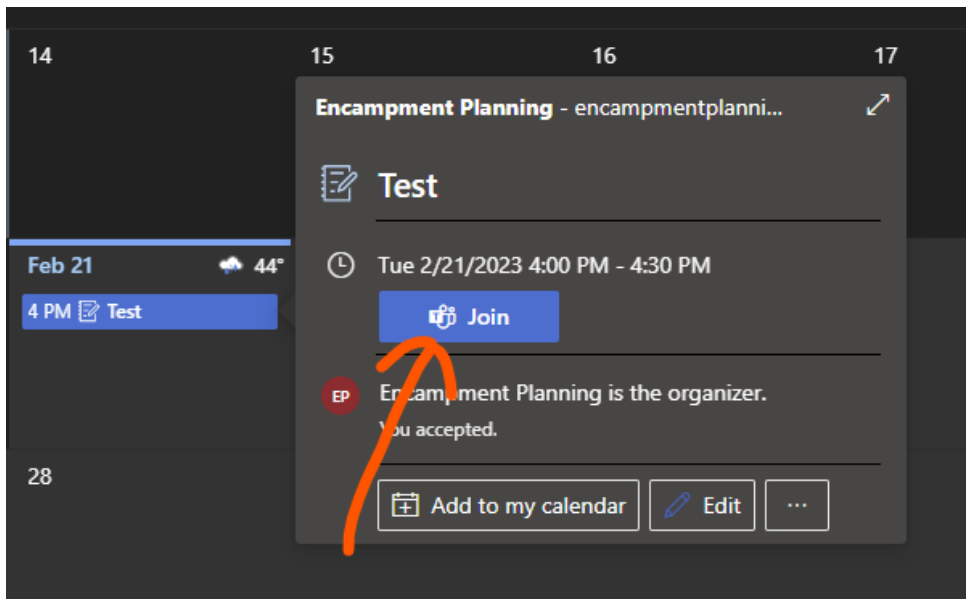 14
15
16
17
Encampment Planning - encampmentplanni...
Test
Feb 21 44°
Tue 2/21/2023 4:00 PM - 4:30 PM
4 PM Test
Join
EP
Encampment Planning is the organizer.
You accepted.
28
Add to my calendar
Edit
...